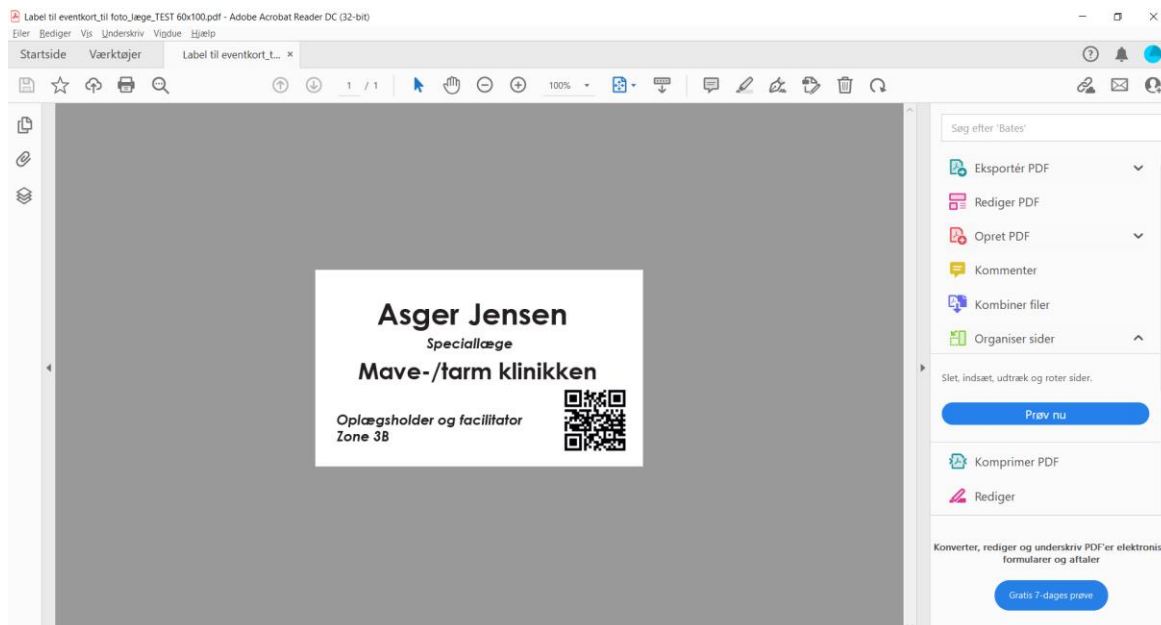 Label til eventkort_til foto_læge_TEST 60x100.pdf - Adobe Acrobat Reader DC (32-bit)
Filer Rediger Vis Underskriv Vindue Hjælp
Startside Værktøjer Label til eventkort_t... ×
1 / 1 100%
Søg efter 'Bates'
Eksportér PDF
Rediger PDF
Opret PDF
Kommenter
Kombiner filer
Organiser sider
Slet, indsæt, udtræk og roter sider.
Prøv nu
Komprimer PDF
Rediger
Konverter, rediger og underskriv PDF'er elektronis
formularer og aftaler
Gratis 7-dages prøve
Asger Jensen
Speciallæge
Mave-/tarm klinikken
Oplægsholder og facilitator
Zone 3B